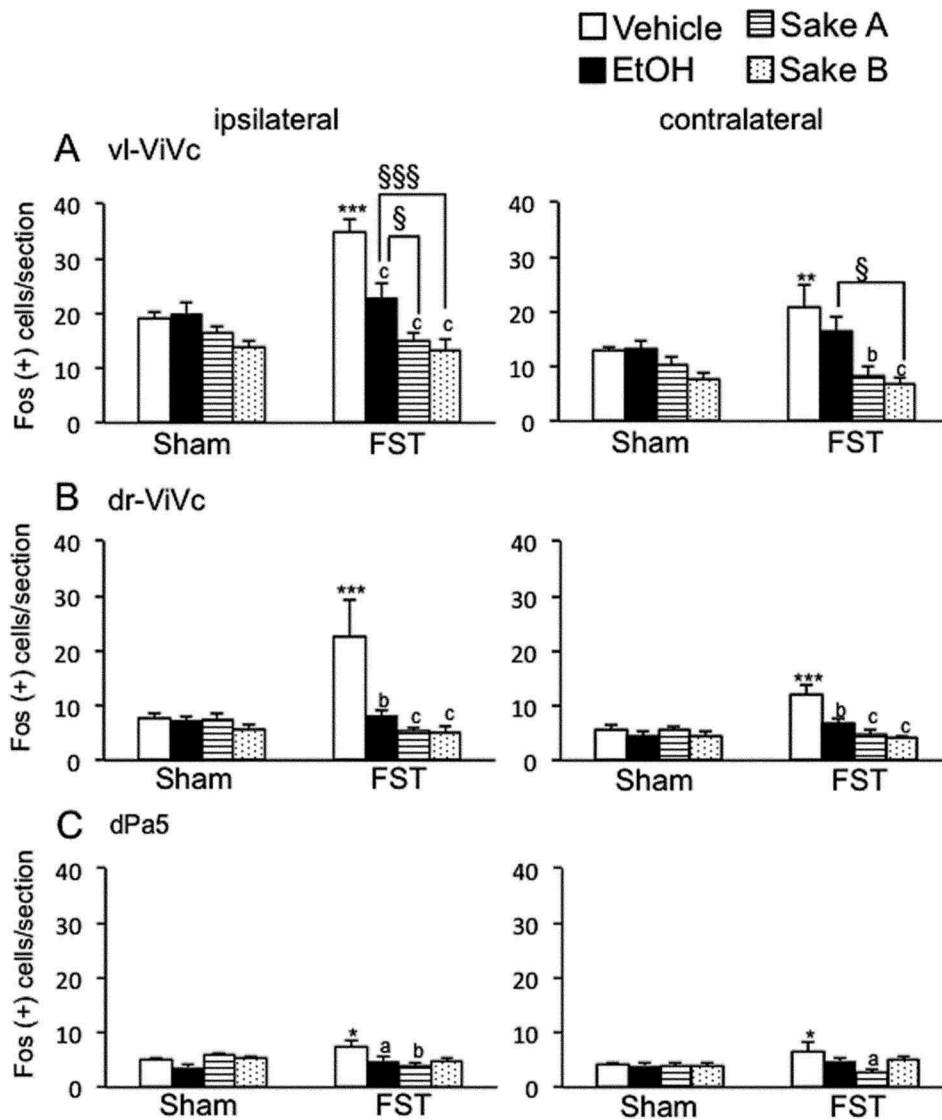 Vehicle Sake A
EtOH Sake B
ipsilateral contralateral
A vl-ViVc
Fos (+) cells/section
40
30
20
10
0
Sham FST
*** c c c
§§§
§
40
30
20
10
0
Sham FST
** b c
§
B dr-ViVc
Fos (+) cells/section
40
30
20
10
0
Sham FST
*** b c c
40
30
20
10
0
Sham FST
*** b c c
C dPa5
Fos (+) cells/section
40
30
20
10
0
Sham FST
* a b
40
30
20
10
0
Sham FST
* a